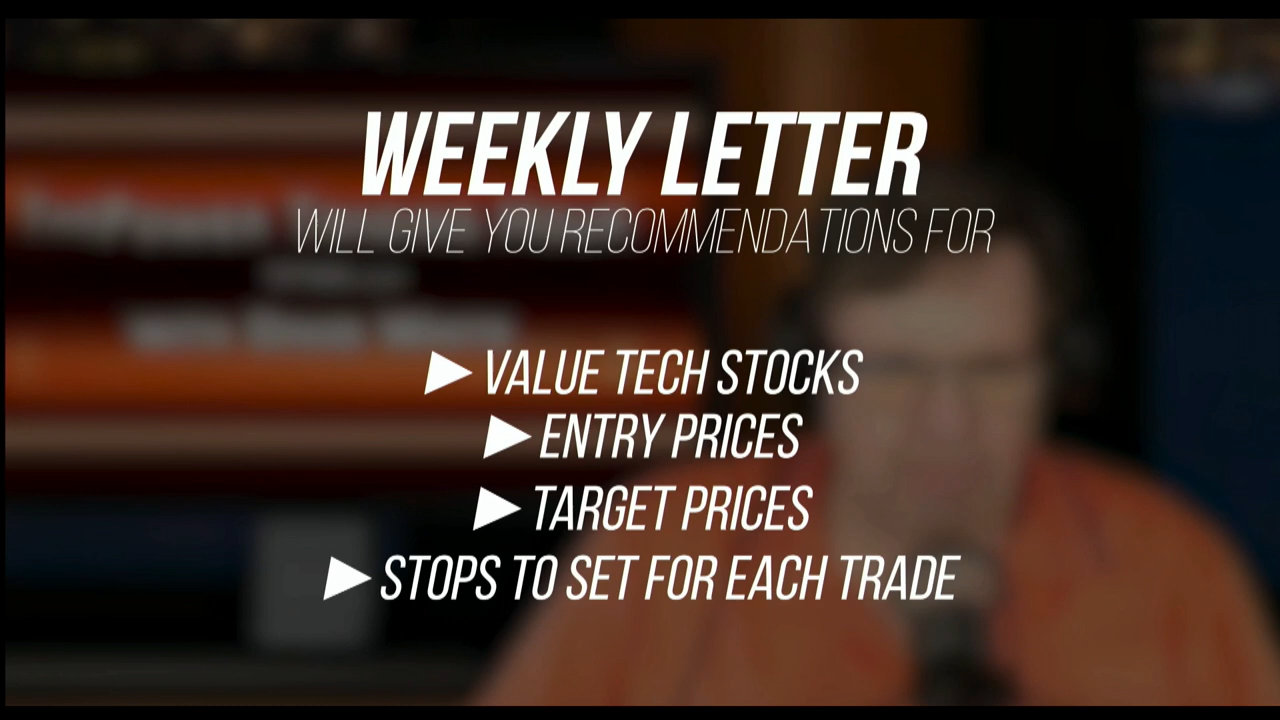 WEEKLY LETTER
WILL GIVE YOU RECOMMENDATIONS FOR
▶ VALUE TECH STOCKS
▶ ENTRY PRICES
▶ TARGET PRICES
▶ STOPS TO SET FOR EACH TRADE